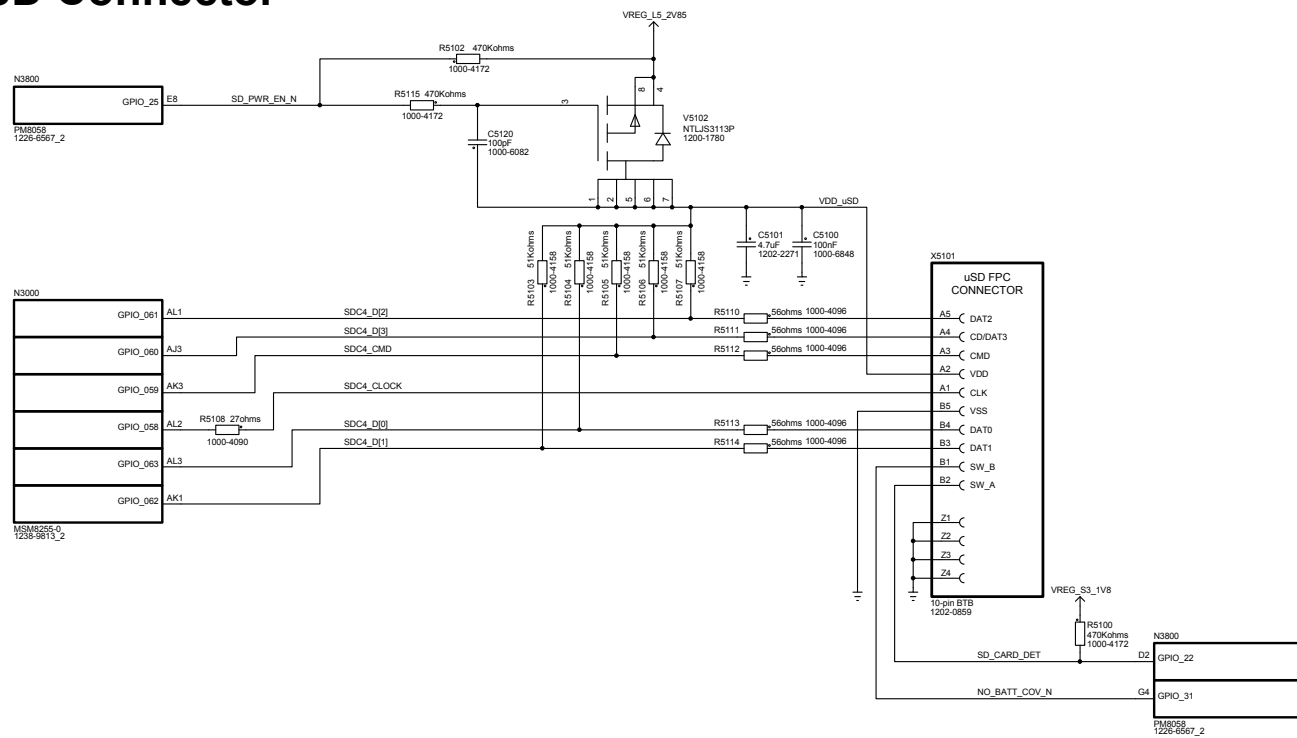 VREG_L5_2V85
R5102 470Kohms
1000-4172
N3800
GPIO_25 E8 SD_PWR_EN_N
PM8058
1226-6567_2
R5115 470Kohms
1000-4172
3
8
4
C5120
100pF
1000-6082
V5102
NTLJS3113P
1200-1780
1
2
5
6
7
VDD_uSD
R5103 51Kohms 1000-4158
R5104 51Kohms 1000-4158
R5105 51Kohms 1000-4158
R5106 51Kohms 1000-4158
R5107 51Kohms 1000-4158
C5101
4.7uF
1202-2271
C5100
100nF
1000-6848
X5101
uSD FPC
CONNECTOR
N3000
GPIO_061 AL1 SDC4_D[2]
GPIO_060 AJ3 SDC4_D[3]
GPIO_059 AK3 SDC4_CMD
GPIO_058 AL2 R5108 27ohms
1000-4090
SDC4_CLOCK
GPIO_063 AL3 SDC4_D[0]
GPIO_062 AK1 SDC4_D[1]
MSM8255-0
1238-9813_2
R5110 56ohms 1000-4096
R5111 56ohms 1000-4096
R5112 56ohms 1000-4096
R5113 56ohms 1000-4096
R5114 56ohms 1000-4096
A5 DAT2
A4 CD/DAT3
A3 CMD
A2 VDD
A1 CLK
B5 VSS
B4 DAT0
B3 DAT1
B1 SW_B
B2 SW_A
Z1
Z2
Z3
Z4
10-pin BTB
1202-0859
VREG_S3_1V8
R5100
470Kohms
1000-4172
N3800
SD_CARD_DET D2 GPIO_22
NO_BATT_COV_N G4 GPIO_31
PM8058
1226-6567_2